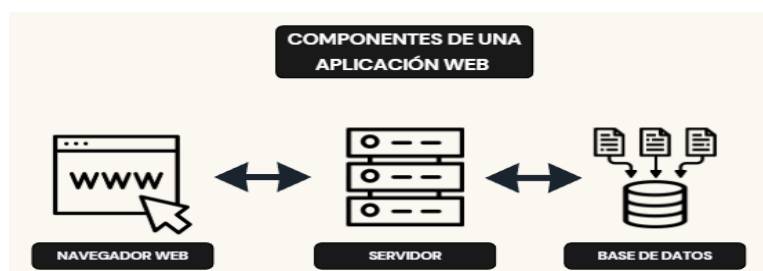 COMPONENTES DE UNA
APLICACIÓN WEB
WWW
NAVEGADOR WEB
SERVIDOR
BASE DE DATOS